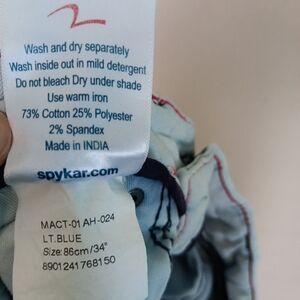 Wash and dry separately
Wash inside out in mild detergent
Do not bleach Dry under shade
Use warm iron
73% Cotton 25% Polyester
2% Spandex
Made in INDIA
spykar.com
MACT-01 AH-024
LT.BLUE
Size: 86cm/34"
8901241768150